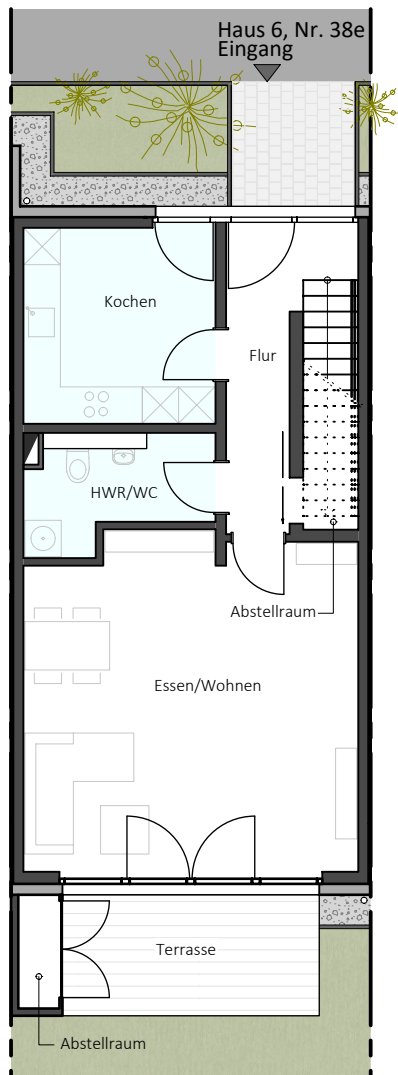 Haus 6, Nr. 38e
Eingang
Kochen
Flur
HWR/WC
Abstellraum
Essen/Wohnen
Terrasse
Abstellraum